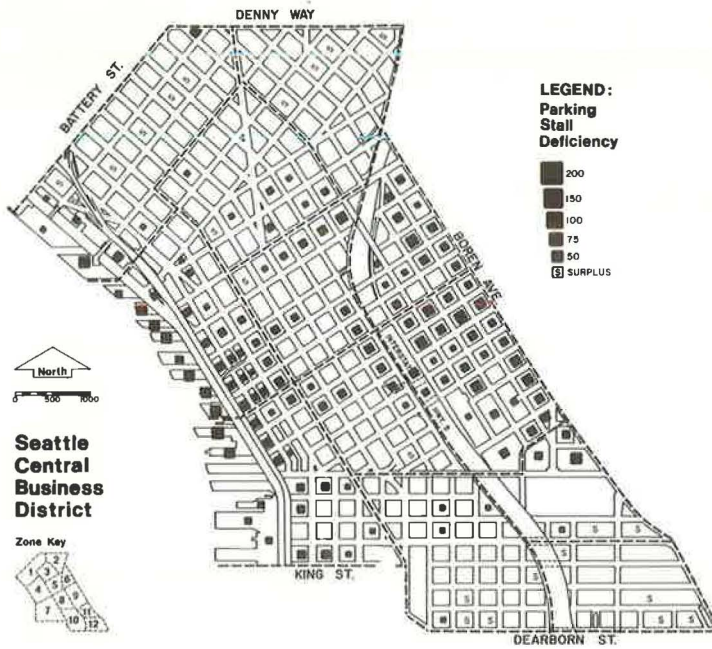 DENNY WAY
BATTERY ST.
LEGEND:
Parking
Stall
Deficiency
200
150
100
75
50
S SURPLUS
BOREN AVE.
North
0 500 1000
Seattle
Central
Business
District
Zone Key
1 2 3 4 5 6 7 8 9 10 11 12
KING ST.
DEARBORN ST.